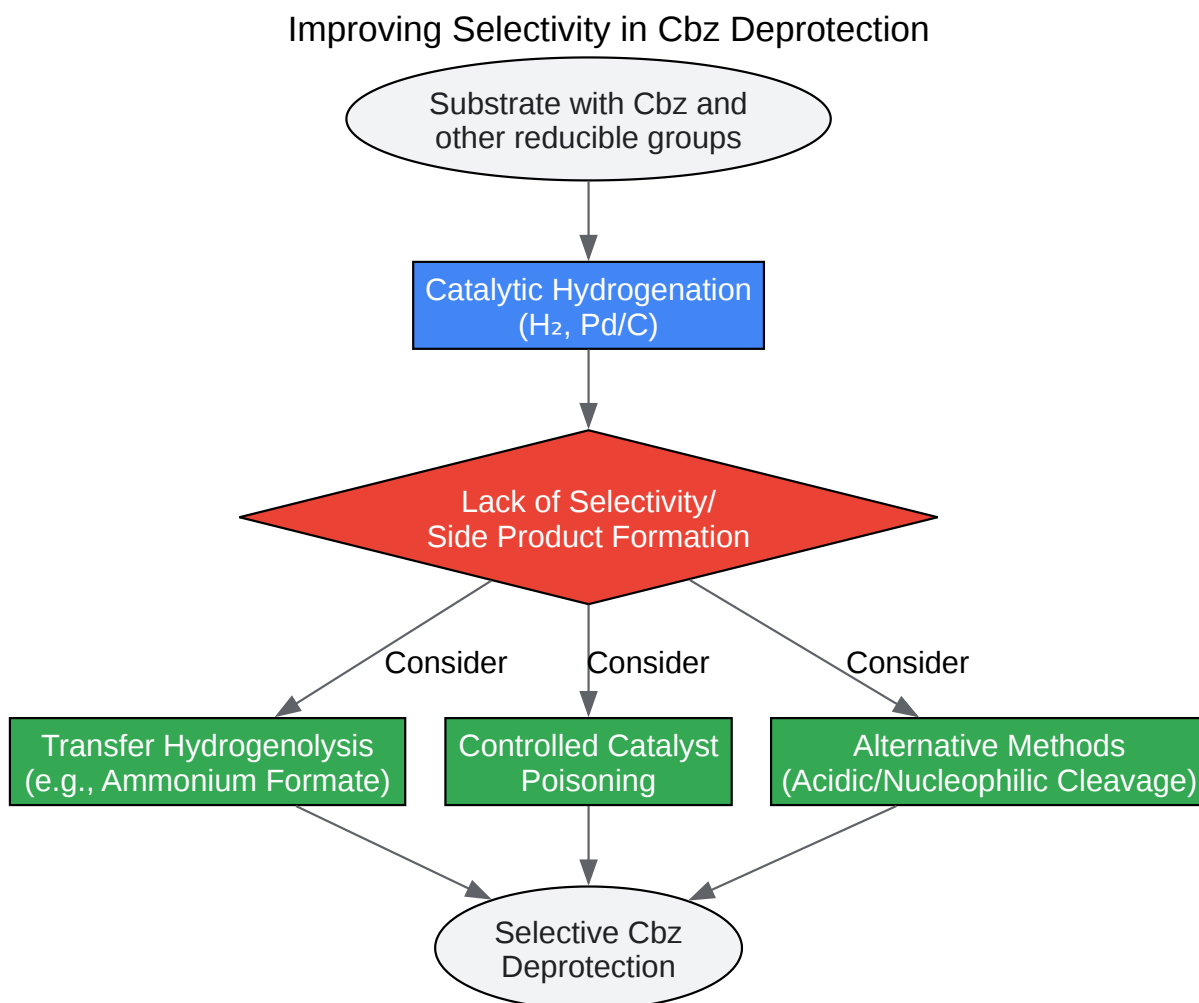 Improving Selectivity in Cbz Deprotection
Substrate with Cbz and
other reducible groups
Catalytic Hydrogenation
(H₂, Pd/C)
Lack of Selectivity/
Side Product Formation
Consider
Consider
Consider
Transfer Hydrogenolysis
(e.g., Ammonium Formate)
Controlled Catalyst
Poisoning
Alternative Methods
(Acidic/Nucleophilic Cleavage)
Selective Cbz
Deprotection